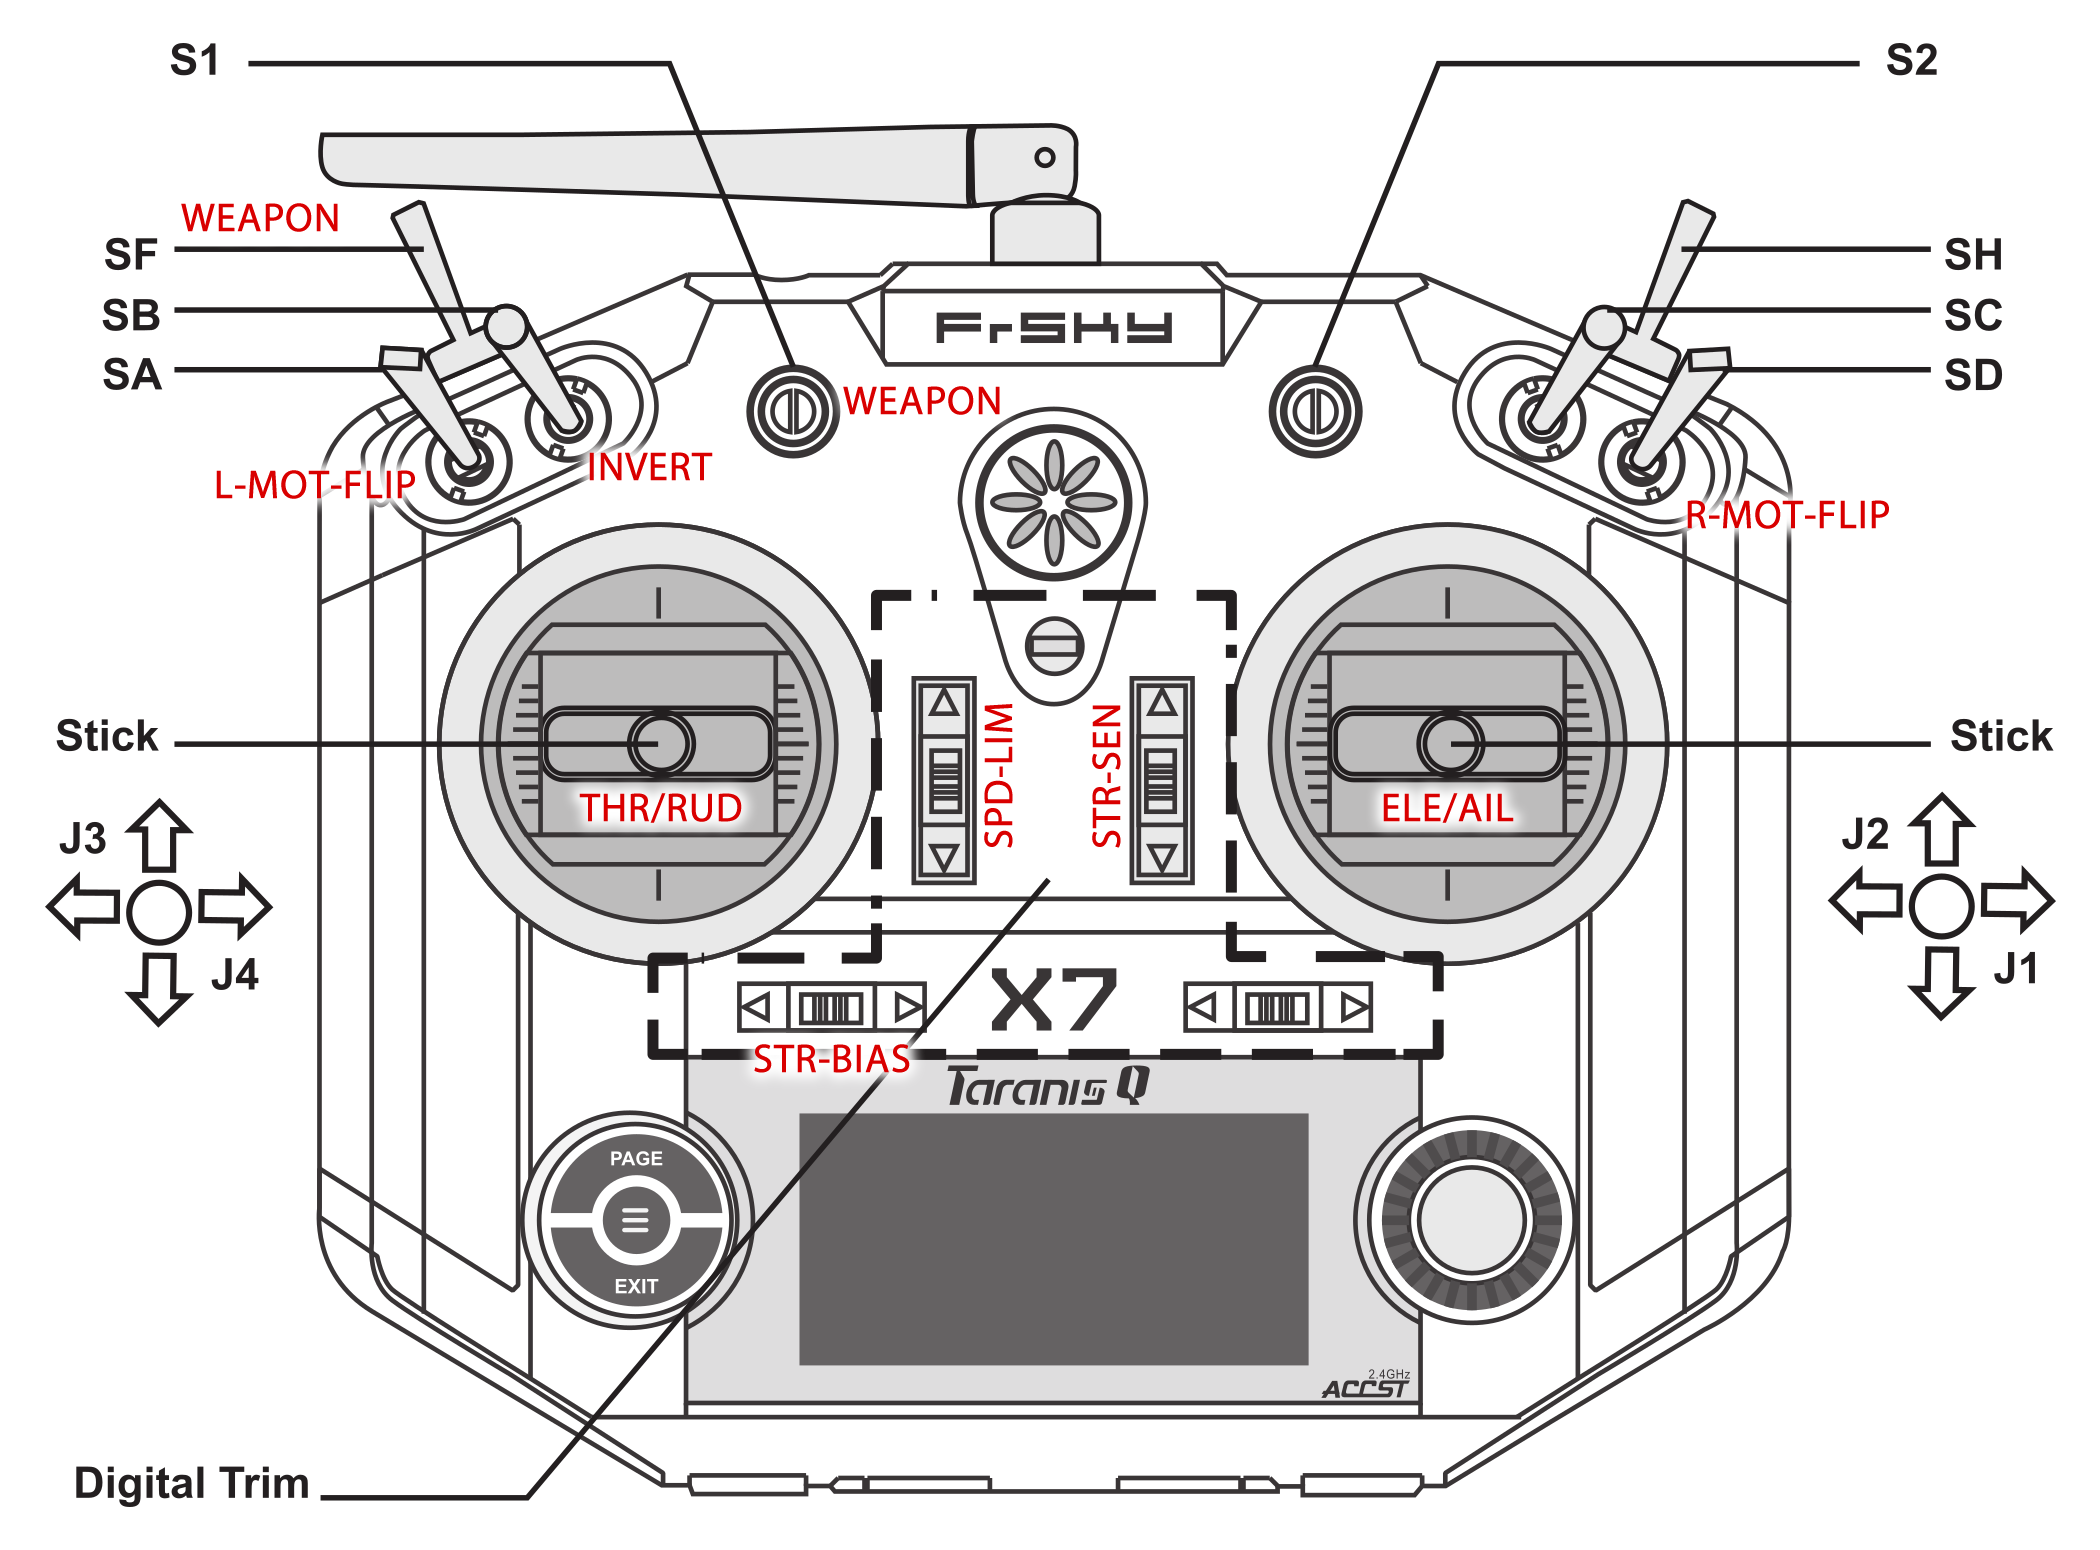 S1
S2
WEAPON
SF
SH
SB
SC
SA
SD
FrSKY
WEAPON
INVERT
L-MOT-FLIP
R-MOT-FLIP
SPD-LIM
STR-SEN
Stick
Stick
THR/RUD
ELE/AIL
J3
J2
J4
J1
X7
STR-BIAS
Taranis Q
PAGE
EXIT
2.4GHz
ACCST
Digital Trim